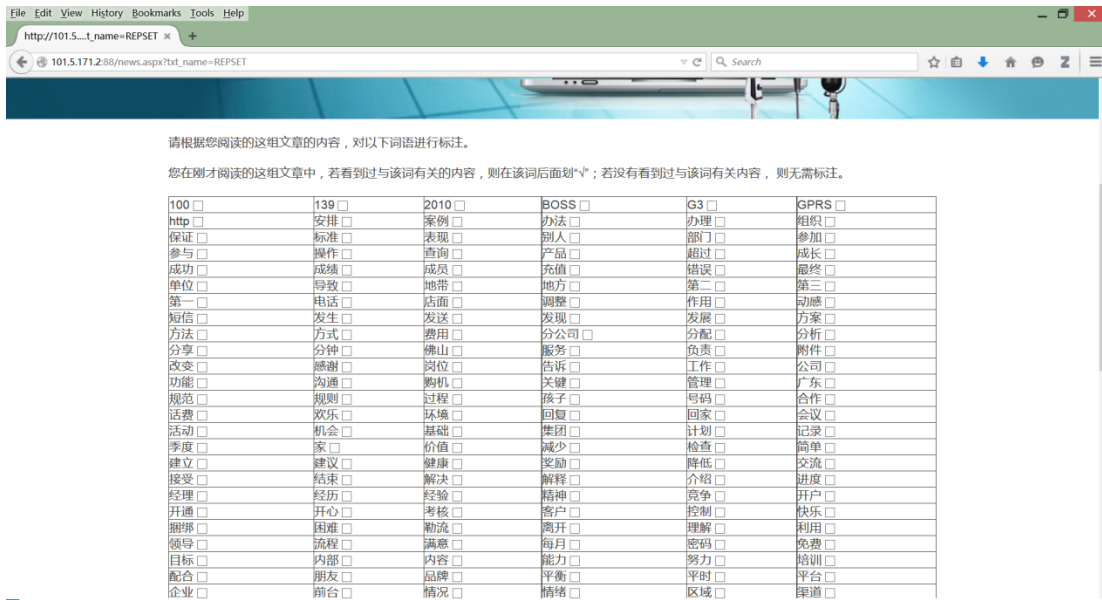 File Edit View History Bookmarks Tools Help
http://101.5....t_name=REPSET × +
101.5.171.2:88/news.aspx?txt_name=REPSET Search
请根据您阅读的这组文章的内容，对以下词语进行标注。
您在刚才阅读的这组文章中，若看到过与该词有关的内容，则在该词后面划“√”；若没有看到过与该词有关内容， 则无需标注。
100 139 2010 BOSS G3 GPRS
http 安排 案例 办法 办理 组织
保证 标准 表现 别人 部门 参加
参与 操作 查询 产品 超过 成长
成功 成绩 成员 充值 错误 最终
单位 导致 地带 地方 第二 第三
第一 电话 店面 调整 作用 动感
短信 发生 发送 发现 发展 方案
方法 方式 费用 分公司 分配 分析
分享 分钟 佛山 服务 负责 附件
改变 感谢 岗位 告诉 工作 公司
功能 沟通 购机 关键 管理 广东
规范 规则 过程 孩子 号码 合作
话费 欢乐 环境 回复 回家 会议
活动 机会 基础 集团 计划 记录
季度 家 价值 减少 检查 简单
建立 建议 健康 奖励 降低 交流
接受 结束 解决 解释 介绍 进度
经理 经历 经验 精神 竞争 开户
开通 开心 考核 客户 控制 快乐
捆绑 困难 勒流 离开 理解 利用
领导 流程 满意 每月 密码 免费
目标 内部 内容 能力 努力 培训
配合 朋友 品牌 平衡 平时 平台
企业 前台 情况 情绪 区域 渠道